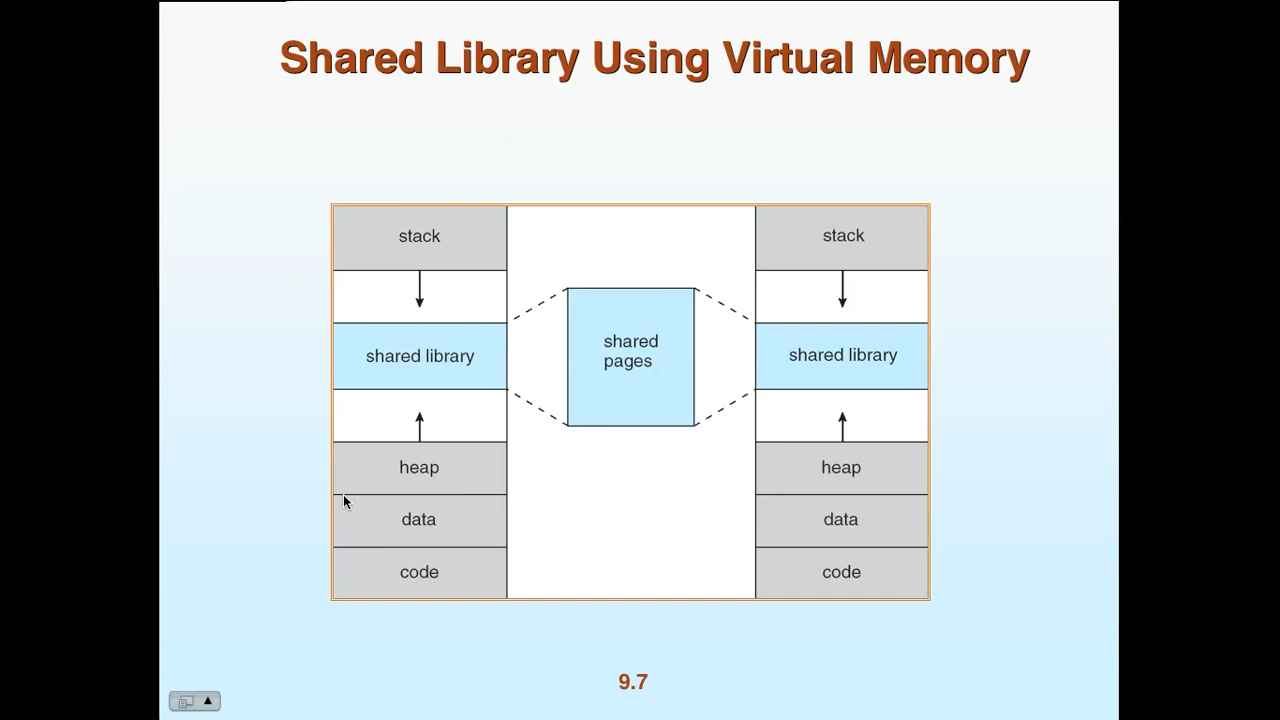 Shared Library Using Virtual Memory
stack
stack
shared
pages
shared library
shared library
heap
heap
data
data
code
code
9.7